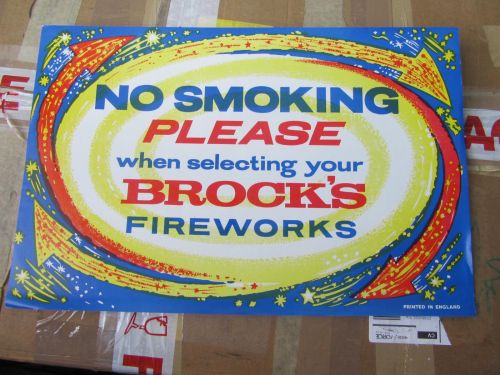 NO SMOKING
PLEASE
when selecting your
BROCK'S
FIREWORKS
PRINTED IN ENGLAND